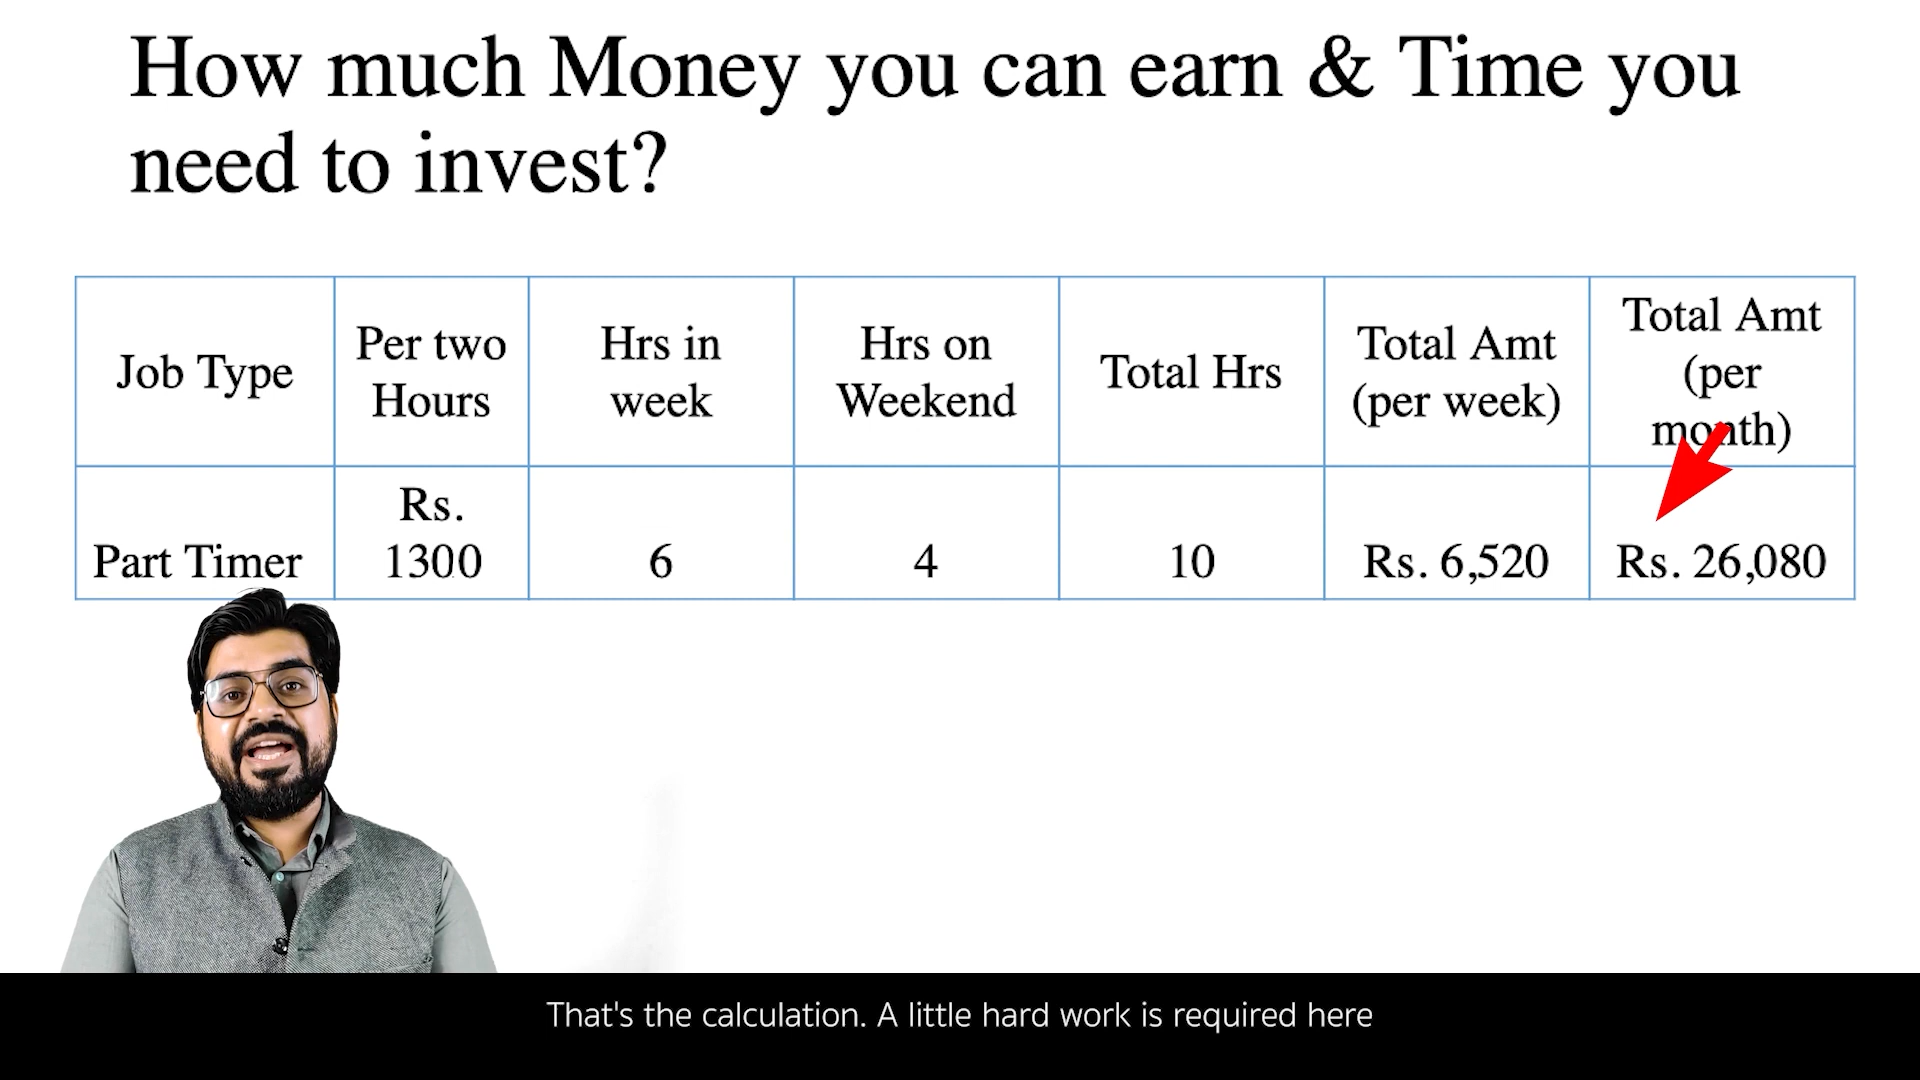 How much Money you can earn & Time you
need to invest?
Job Type
Per two
Hours
Hrs in
week
Hrs on
Weekend
Total Hrs
Total Amt
(per week)
Total Amt
(per
month)
Part Timer
Rs.
1300
6
4
10
Rs. 6,520
Rs. 26,080
That's the calculation. A little hard work is required here